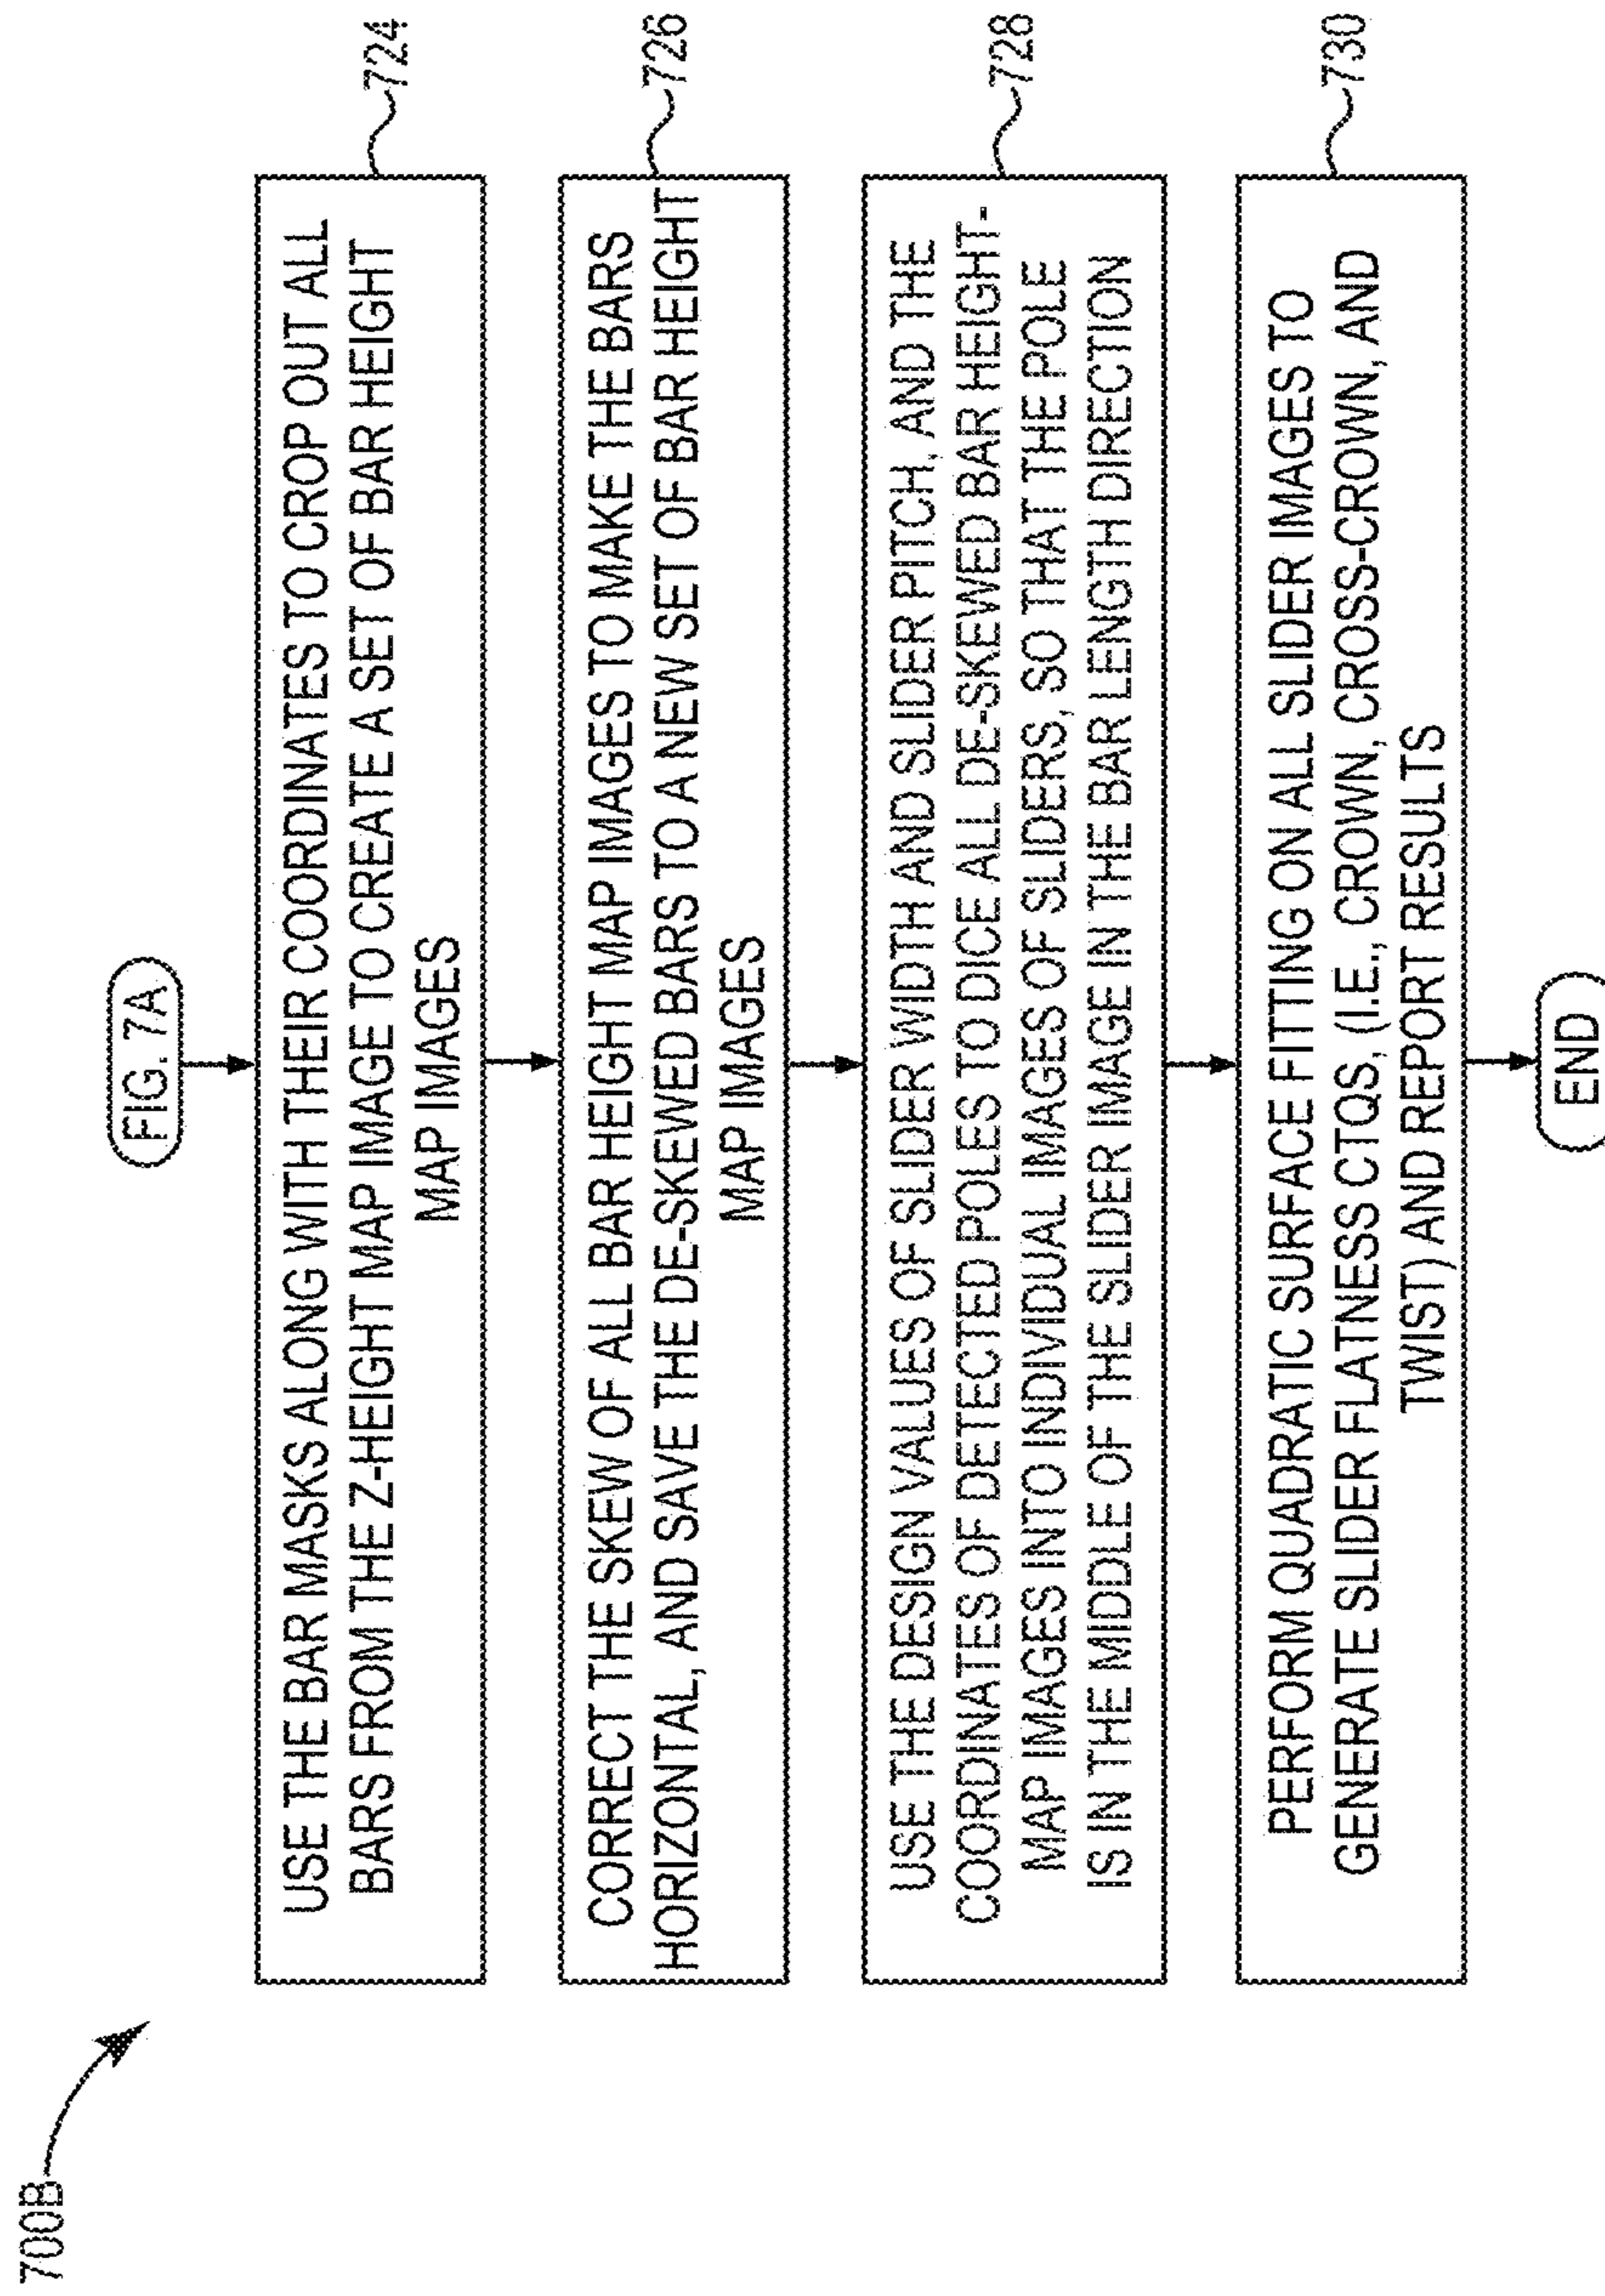 700B
FIG. 7A
USE THE BAR MASKS ALONG WITH THEIR COORDINATES TO CROP OUT ALL
BARS FROM THE Z-HEIGHT MAP IMAGE TO CREATE A SET OF BAR HEIGHT
MAP IMAGES
724
CORRECT THE SKEW OF ALL BAR HEIGHT MAP IMAGES TO MAKE THE BARS
HORIZONTAL, AND SAVE THE DE-SKEWED BARS TO A NEW SET OF BAR HEIGHT
MAP IMAGES
726
USE THE DESIGN VALUES OF SLIDER WIDTH AND SLIDER PITCH, AND THE
COORDINATES OF DETECTED POLES TO DICE ALL DE-SKEWED BAR HEIGHT-
MAP IMAGES INTO INDIVIDUAL IMAGES OF SLIDERS, SO THAT THE POLE
IS IN THE MIDDLE OF THE SLIDER IMAGE IN THE BAR LENGTH DIRECTION
728
PERFORM QUADRATIC SURFACE FITTING ON ALL SLIDER IMAGES TO
GENERATE SLIDER FLATNESS CTQS, (I.E., CROWN, CROSS-CROWN, AND
TWIST) AND REPORT RESULTS
730
END